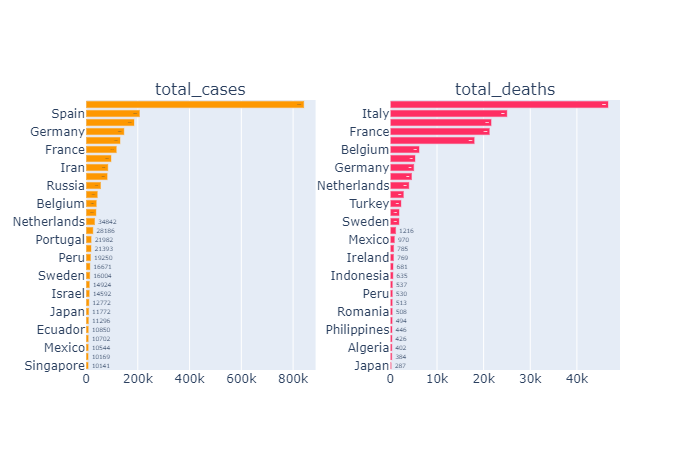 total_cases
Spain
Germany
France
Iran
Russia
Belgium
Netherlands 34842
28186
Portugal 21982
21393
Peru 19250
16671
Sweden 16004
14924
Israel 14592
12772
Japan 11772
11296
Ecuador 10850
10702
Mexico 10544
10169
Singapore 10141
0 200k 400k 600k 800k
total_deaths
Italy
France
Belgium
Germany
Netherlands
Turkey
Sweden
1216
Mexico 970
785
Ireland 769
681
Indonesia 635
537
Peru 530
513
Romania 508
494
Philippines 446
426
Algeria 402
384
Japan 287
0 10k 20k 30k 40k